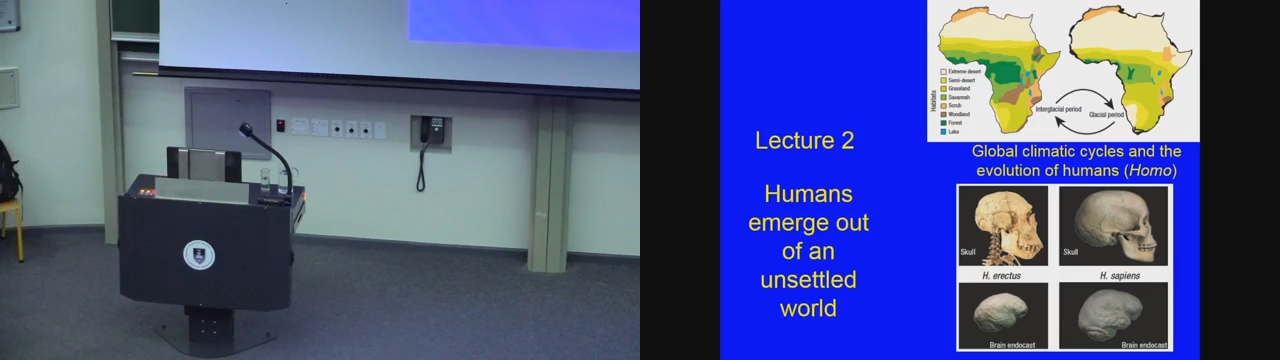 Lecture 2
Humans
emerge out
of an
unsettled
world
Habitats
Extreme desert
Semi-desert
Grassland
Savannah
Scrub
Woodland
Forest
Lake
Interglacial period
Glacial period
Global climatic cycles and the
evolution of humans (Homo)
Skull
Skull
H. erectus
H. sapiens
Brain endocast
Brain endocast